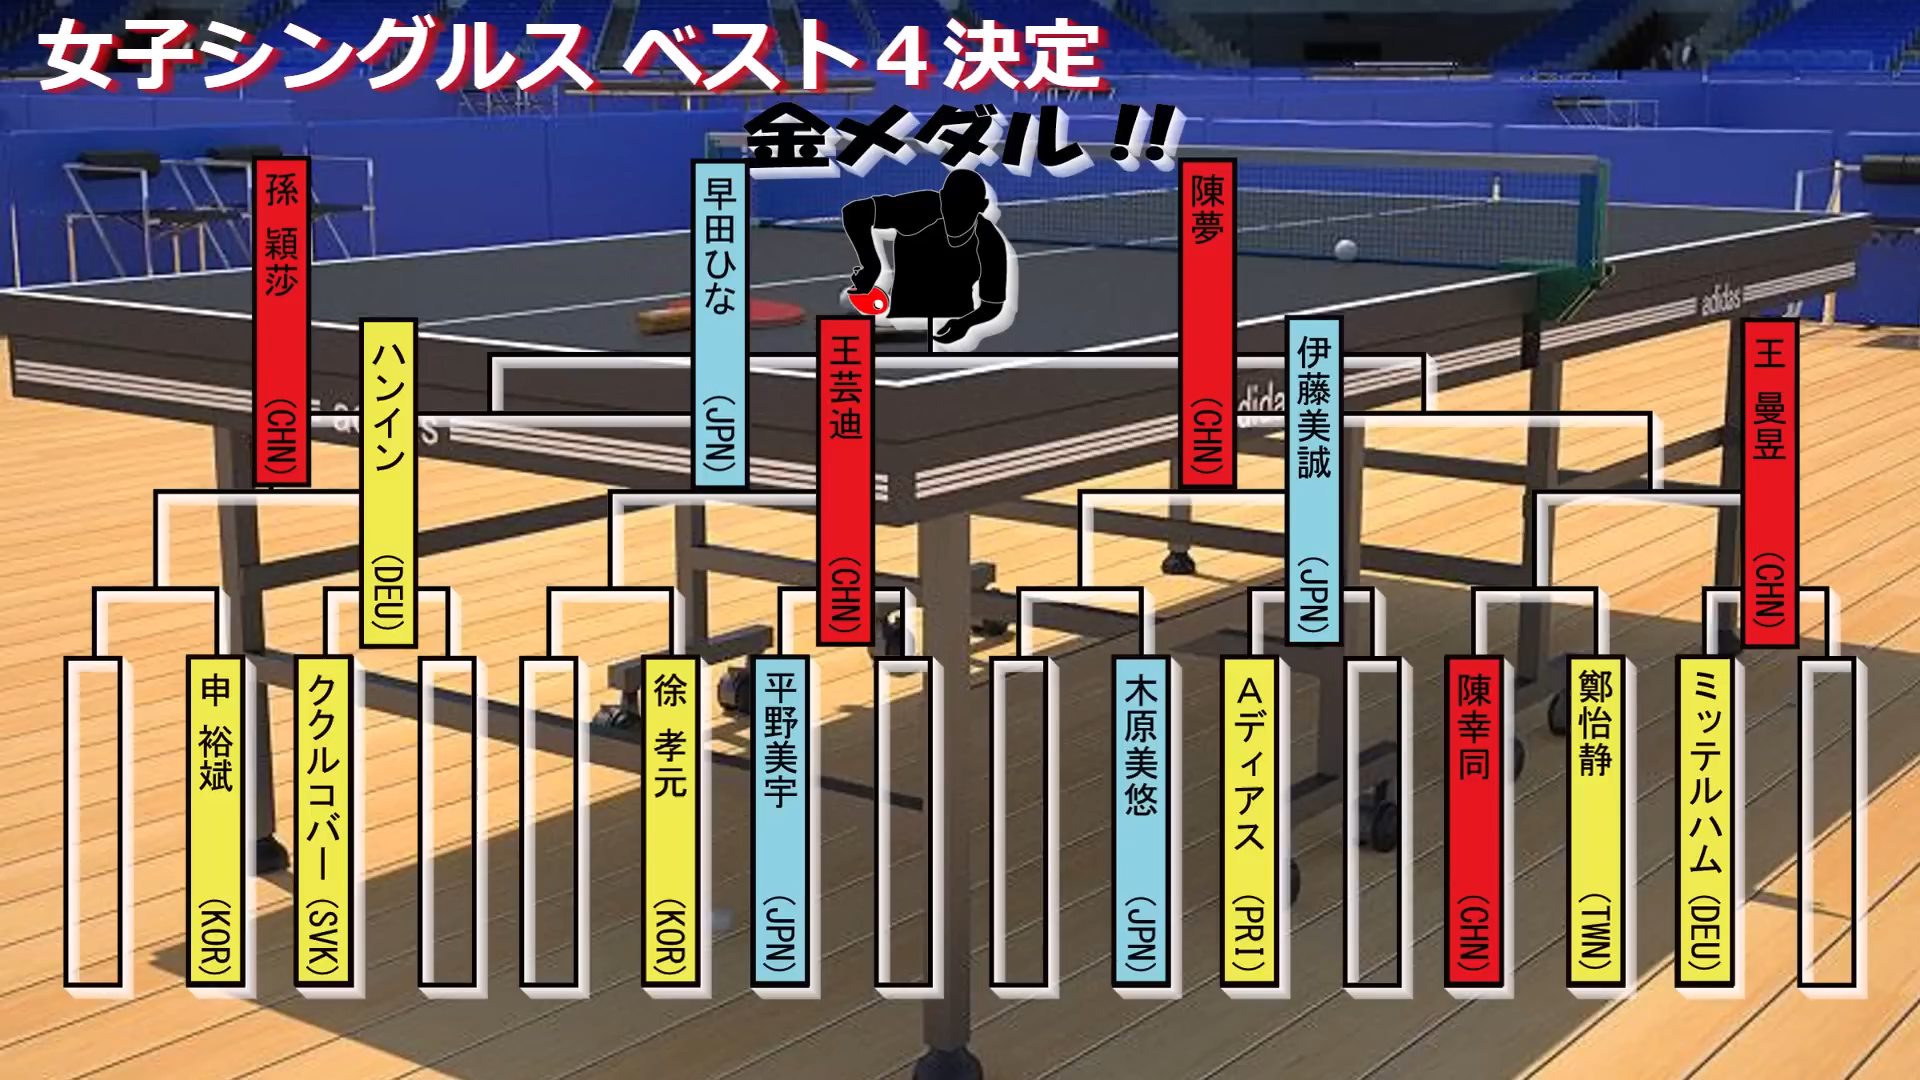 女子シングルス ベスト4決定
金メダル!!
孫 穎莎 (CHN)
早田ひな (JPN)
陳夢 (CHN)
ハンイン (DEU)
王芸迪 (CHN)
伊藤美誠 (JPN)
王 曼昱 (CHN)
申 裕斌 (KOR)
ククルコバー (SVK)
徐 孝元 (KOR)
平野美宇 (JPN)
木原美悠 (JPN)
Aディアス (PRI)
陳幸同 (CHN)
鄭怡静 (TWN)
ミッテルハム (DEU)
adidas
adidas